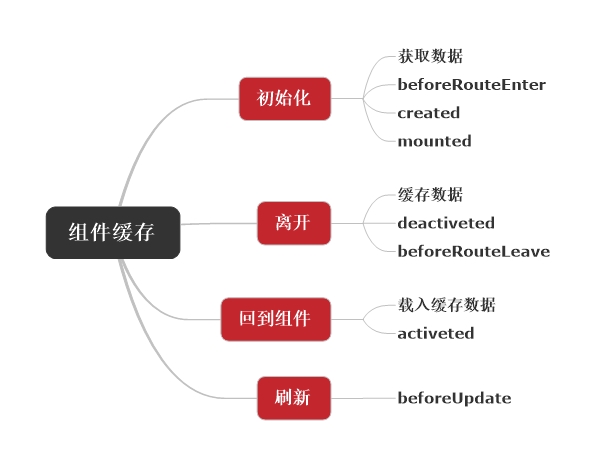 组件缓存
初始化
获取数据
beforeRouteEnter
created
mounted
离开
缓存数据
deactiveted
beforeRouteLeave
回到组件
载入缓存数据
activeted
刷新
beforeUpdate